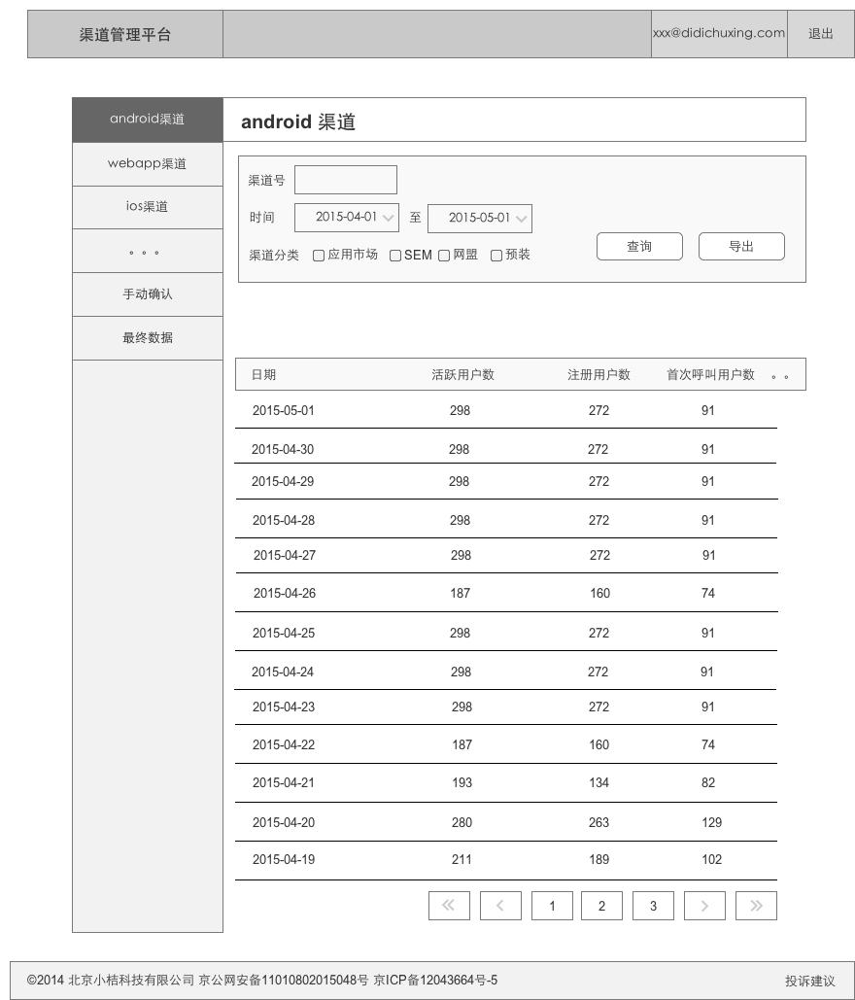 渠道管理平台 xxx@didichuxing.com 退出
android渠道
webapp渠道
ios渠道
。。。
手动确认
最终数据
android 渠道
渠道号
时间 2015-04-01 至 2015-05-01
渠道分类 应用市场 SEM 网盟 预装 查询 导出
日期 活跃用户数 注册用户数 首次呼叫用户数 。。
2015-05-01 298 272 91
2015-04-30 298 272 91
2015-04-29 298 272 91
2015-04-28 298 272 91
2015-04-27 298 272 91
2015-04-26 187 160 74
2015-04-25 298 272 91
2015-04-24 298 272 91
2015-04-23 298 272 91
2015-04-22 187 160 74
2015-04-21 193 134 82
2015-04-20 280 263 129
2015-04-19 211 189 102
« < 1 2 3 > »
©2014 北京小桔科技有限公司 京公网安备11010802015048号 京ICP备12043664号-5 投诉建议